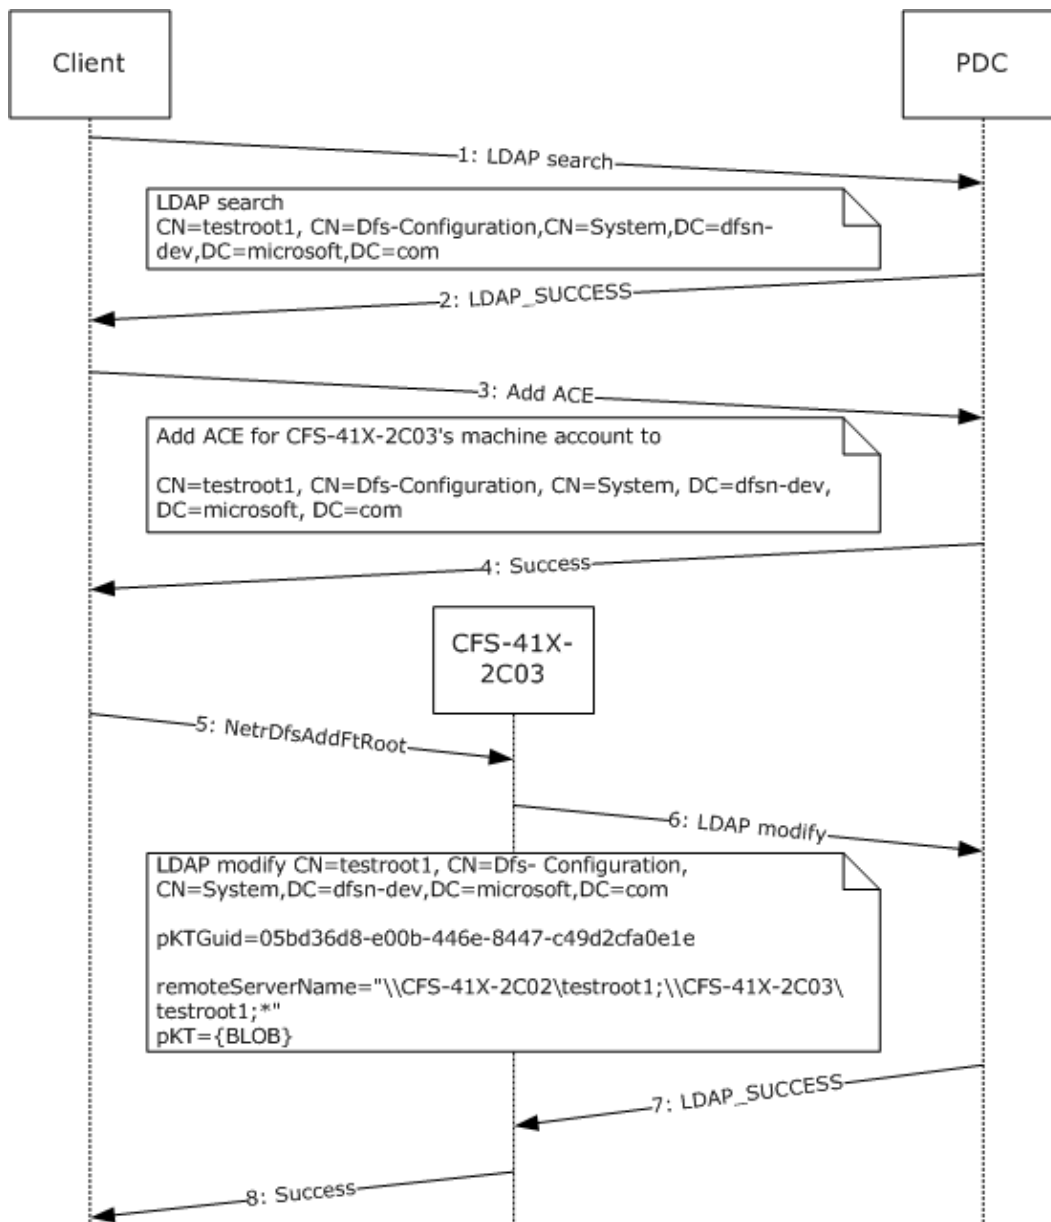 Client
PDC
1: LDAP search
LDAP search
CN=testroot1, CN=Dfs-Configuration,CN=System,DC=dfsn-
dev,DC=microsoft,DC=com
2: LDAP_SUCCESS
3: Add ACE
Add ACE for CFS-41X-2C03's machine account to
CN=testroot1, CN=Dfs-Configuration, CN=System, DC=dfsn-dev,
DC=microsoft, DC=com
4: Success
CFS-41X-
2C03
5: NetrDfsAddFtRoot
6: LDAP modify
LDAP modify CN=testroot1, CN=Dfs- Configuration,
CN=System,DC=dfsn-dev,DC=microsoft,DC=com
pKTGuid=05bd36d8-e00b-446e-8447-c49d2cfa0e1e
remoteServerName="\\CFS-41X-2C02\testroot1;\\CFS-41X-2C03\
testroot1;*"
pKT={BLOB}
7: LDAP_SUCCESS
8: Success